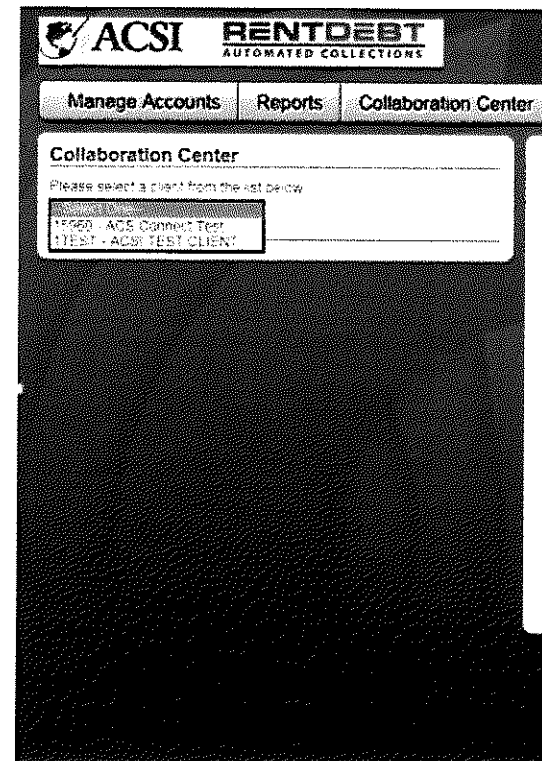 ACSI RENTDEBT
AUTOMATED COLLECTIONS
Manage Accounts Reports Collaboration Center
Collaboration Center
Please select a client from the list below
15960 - ACS Connect Test
1TEST - ACSI TEST CLIENT